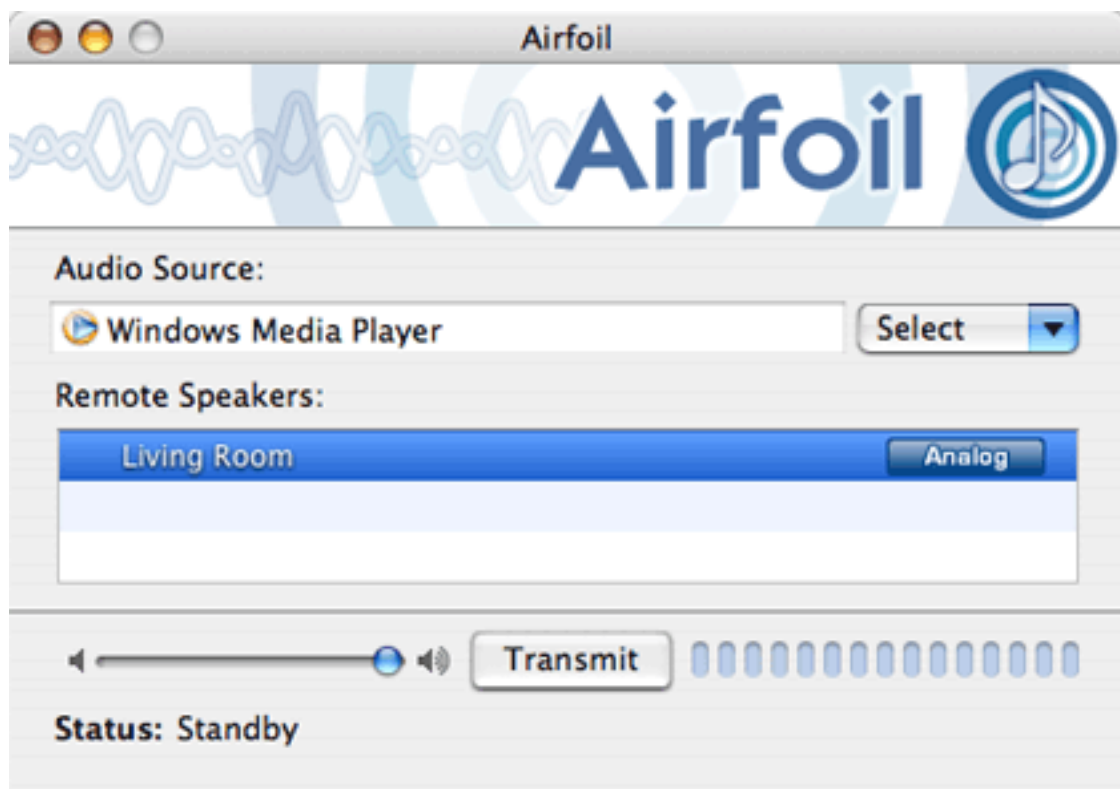 Airfoil
Airfoil
Audio Source:
Windows Media Player Select
Remote Speakers:
Living Room Analog
Transmit
Status: Standby